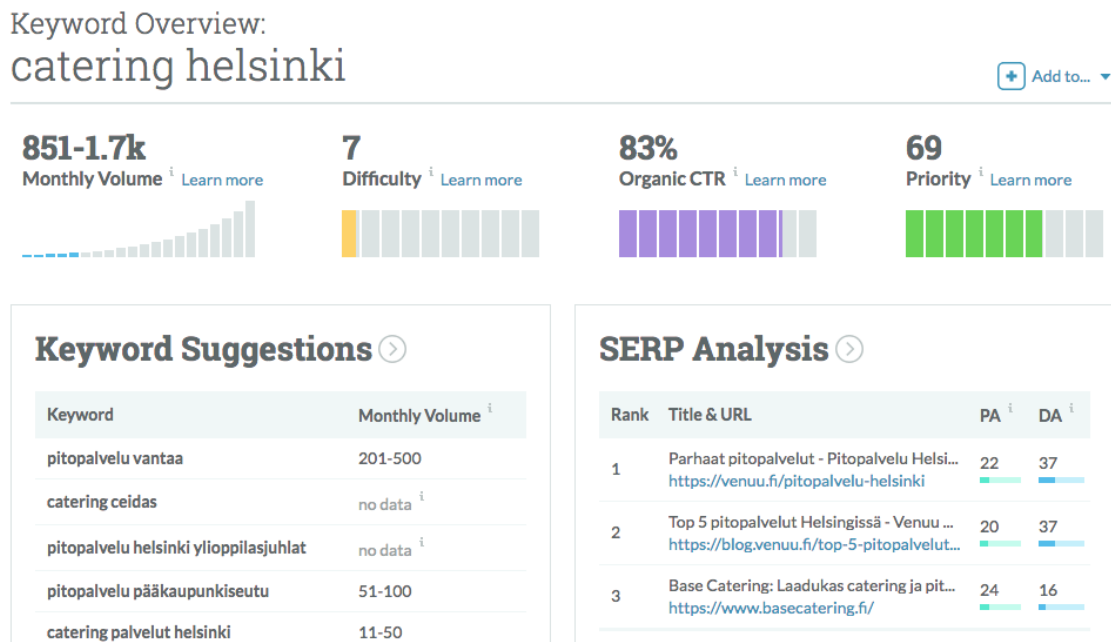 Keyword Overview:
catering helsinki
Add to...
851-1.7k
Monthly Volume i Learn more
7
Difficulty i Learn more
83%
Organic CTR i Learn more
69
Priority i Learn more
Keyword Suggestions
Keyword Monthly Volume i
pitopalvelu vantaa 201-500
catering ceidas no data i
pitopalvelu helsinki ylioppilasjuhlat no data i
pitopalvelu pääkaupunkiseutu 51-100
catering palvelut helsinki 11-50
SERP Analysis
Rank Title & URL PA i DA i
1 Parhaat pitopalvelut - Pitopalvelu Helsi... 22 37
https://venuu.fi/pitopalvelu-helsinki
2 Top 5 pitopalvelut Helsingissä - Venuu ... 20 37
https://blog.venuu.fi/top-5-pitopalvelut...
3 Base Catering: Laadukas catering ja pit... 24 16
https://www.basecatering.fi/